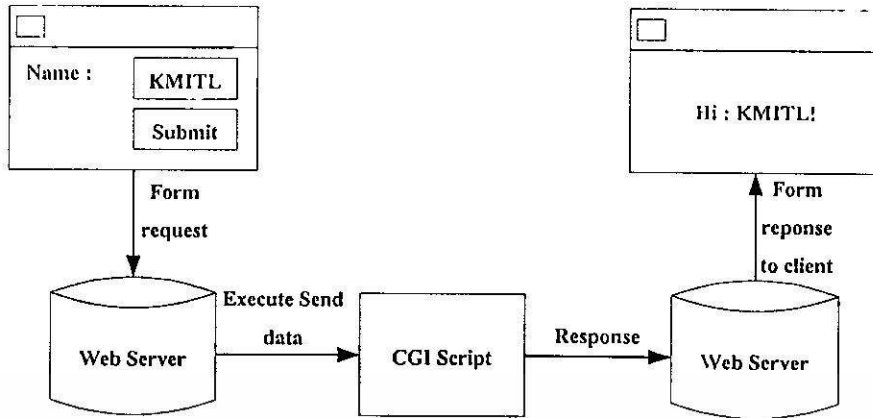 Name :
KMITL
Submit
Hi : KMITL!
Form
request
Form
reponse
to client
Execute Send
data
Web Server
CGI Script
Response
Web Server